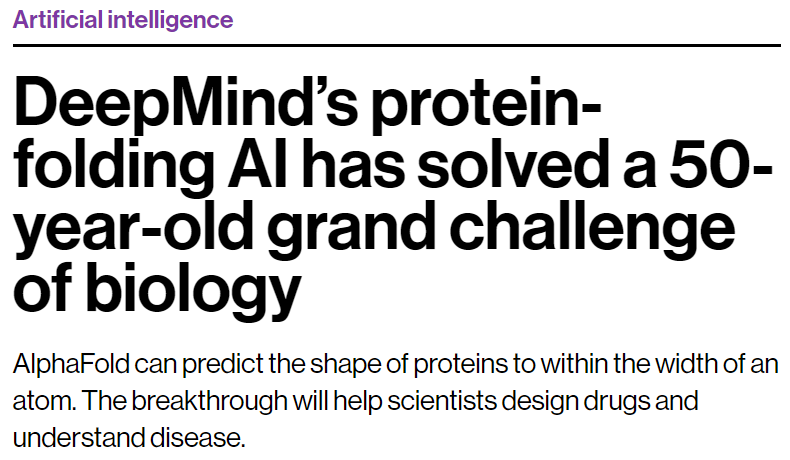 Artificial intelligence
DeepMind’s protein-
folding AI has solved a 50-
year-old grand challenge
of biology
AlphaFold can predict the shape of proteins to within the width of an
atom. The breakthrough will help scientists design drugs and
understand disease.